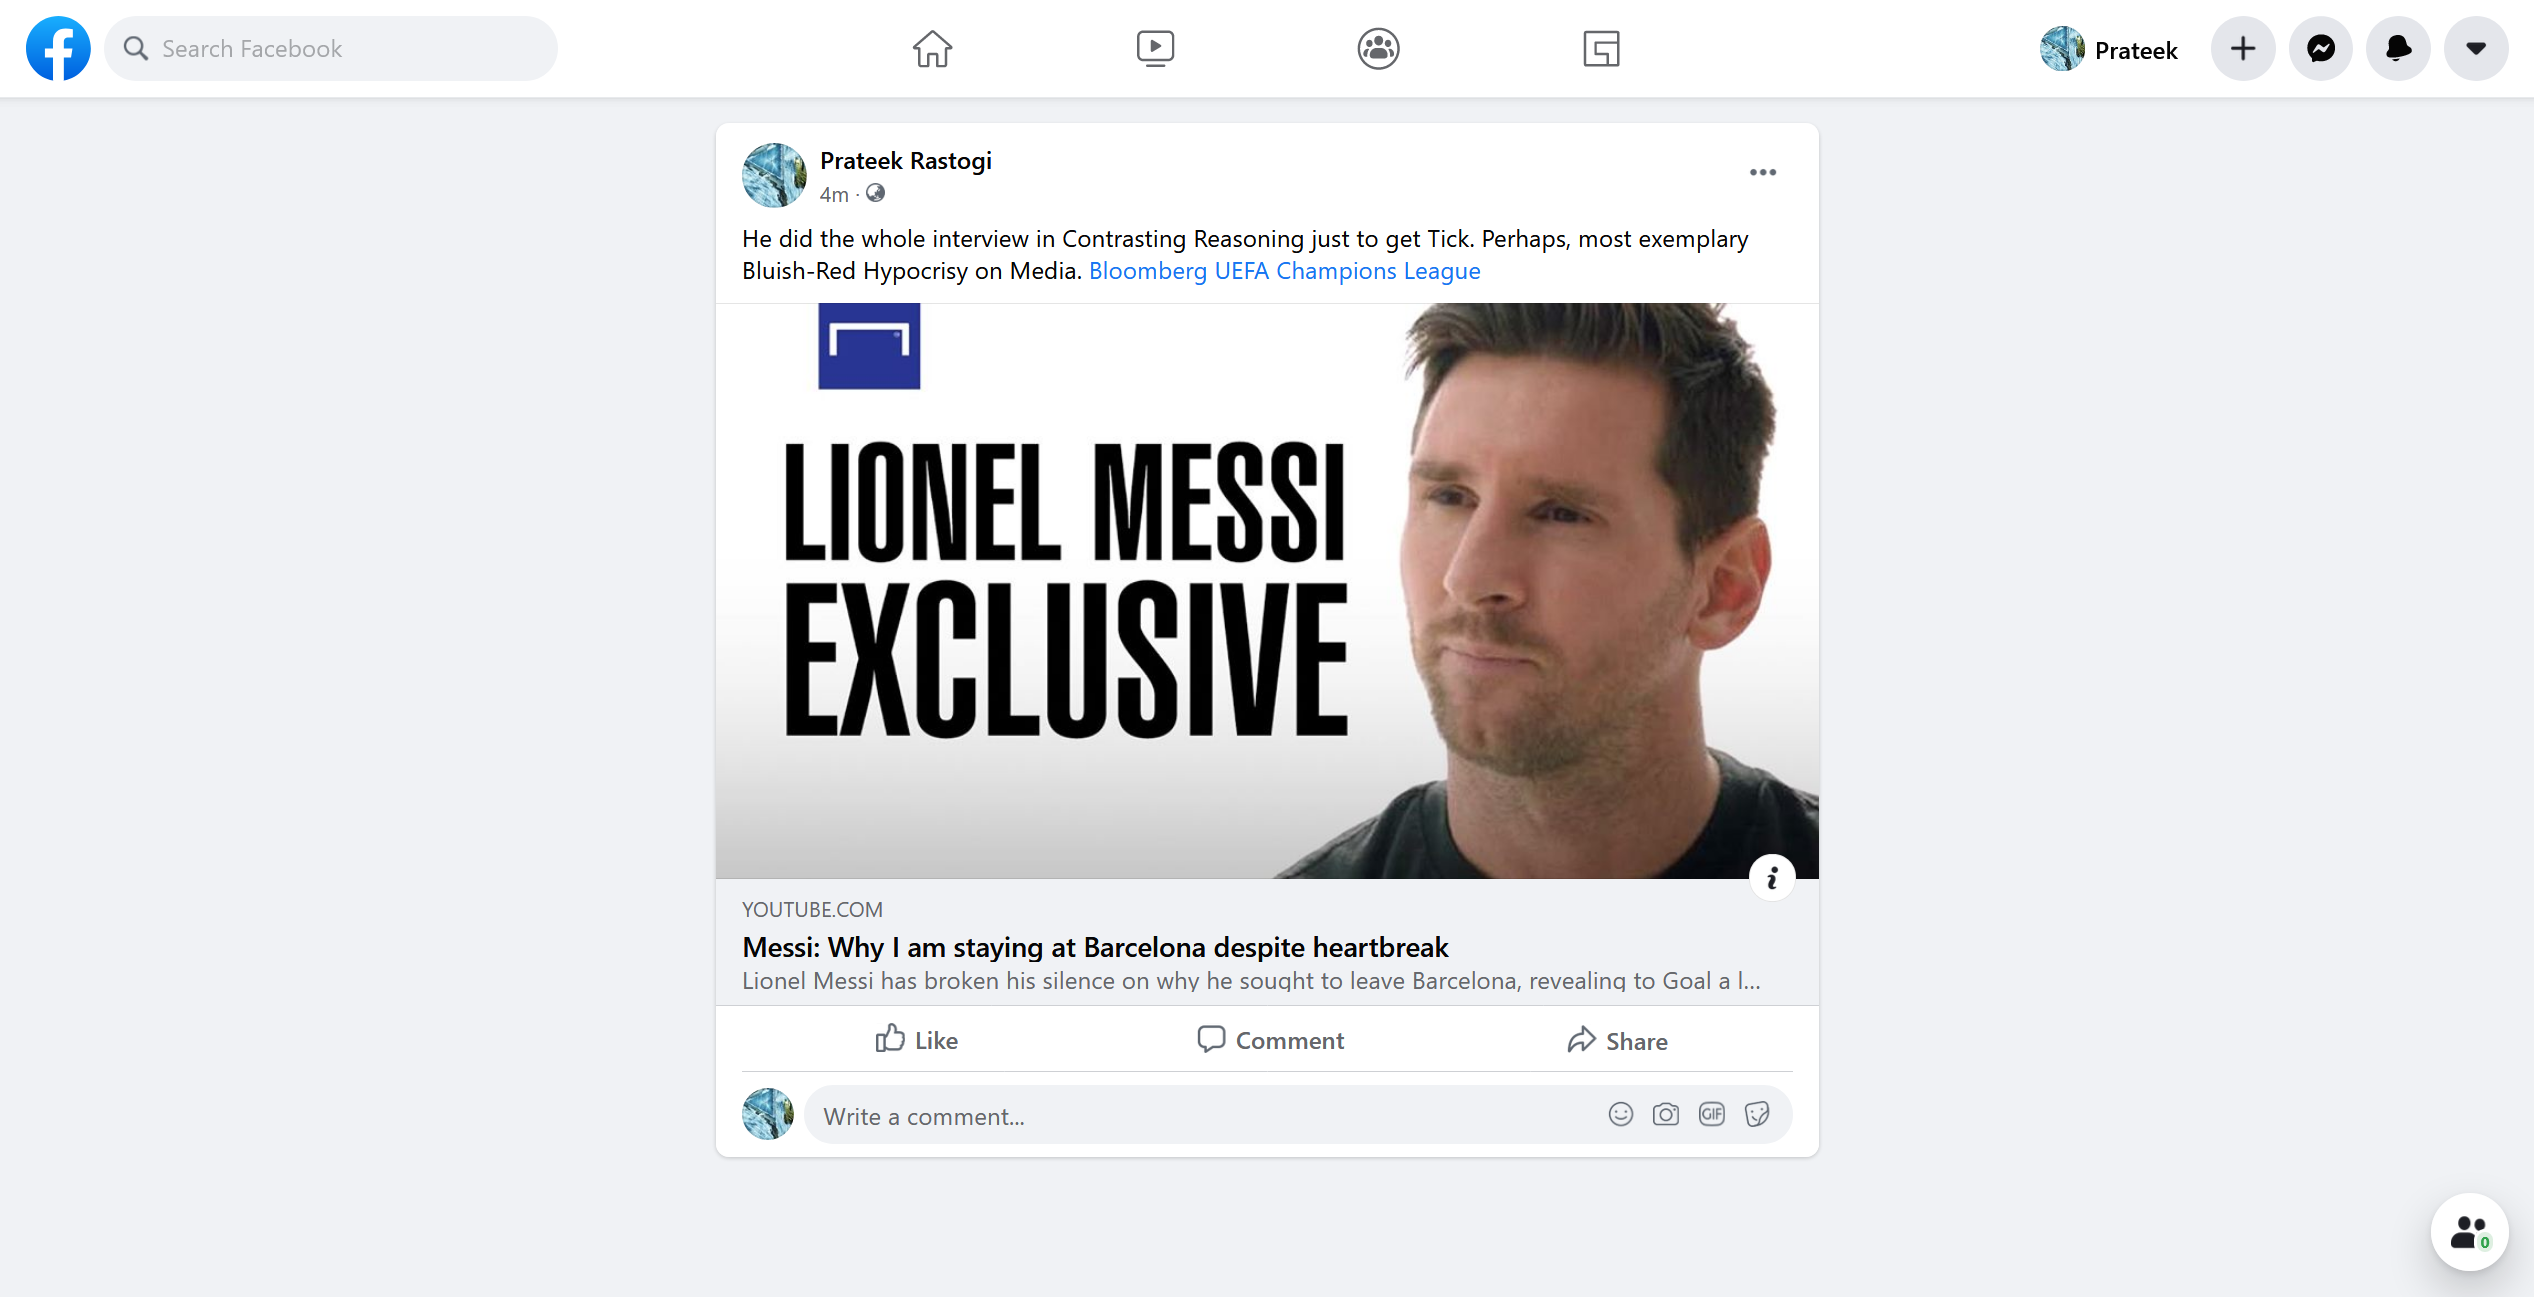 Search Facebook
Prateek
Prateek Rastogi
4m ·
He did the whole interview in Contrasting Reasoning just to get Tick. Perhaps, most exemplary
Bluish-Red Hypocrisy on Media. Bloomberg UEFA Champions League
LIONEL MESSI
EXCLUSIVE
i
YOUTUBE.COM
Messi: Why I am staying at Barcelona despite heartbreak
Lionel Messi has broken his silence on why he sought to leave Barcelona, revealing to Goal a l...
Like
Comment
Share
Write a comment...
GIF
0